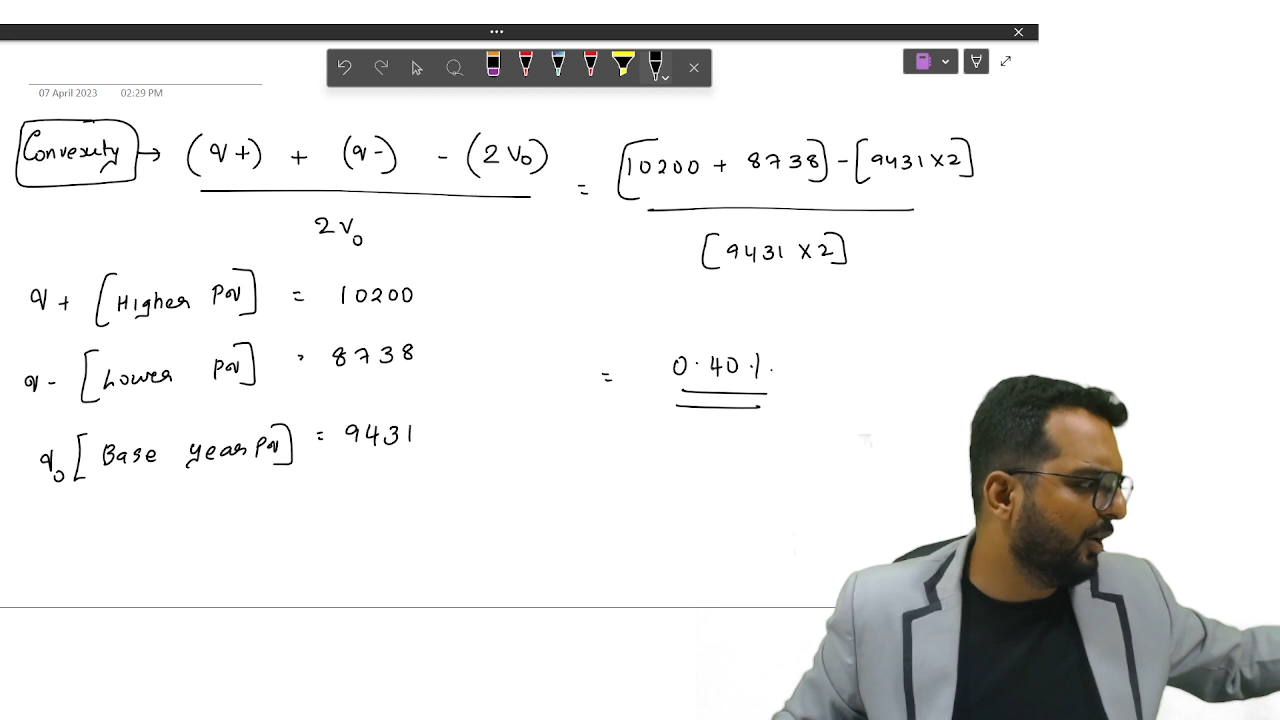 07 April 2023 02:29 PM
Convexity → (V+) + (V-) - (2V0) / 2V0 = [10200 + 8738] - [9431 X 2] / [9431 X 2]
V+ [Higher PV] = 10200
V- [Lower PV] = 8738
= 0.40%.
V0 [Base year PV] = 9431